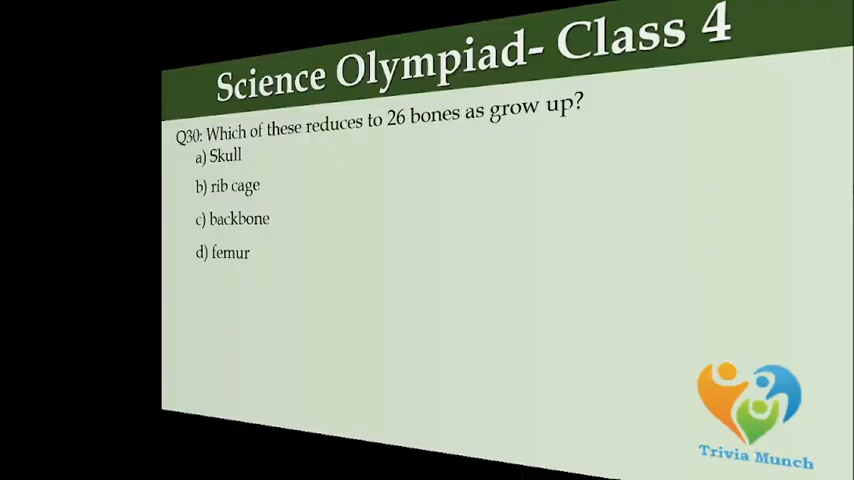 Science Olympiad- Class 4
Q30: Which of these reduces to 26 bones as grow up?
a) Skull
b) rib cage
c) backbone
d) femur
Trivia Munch